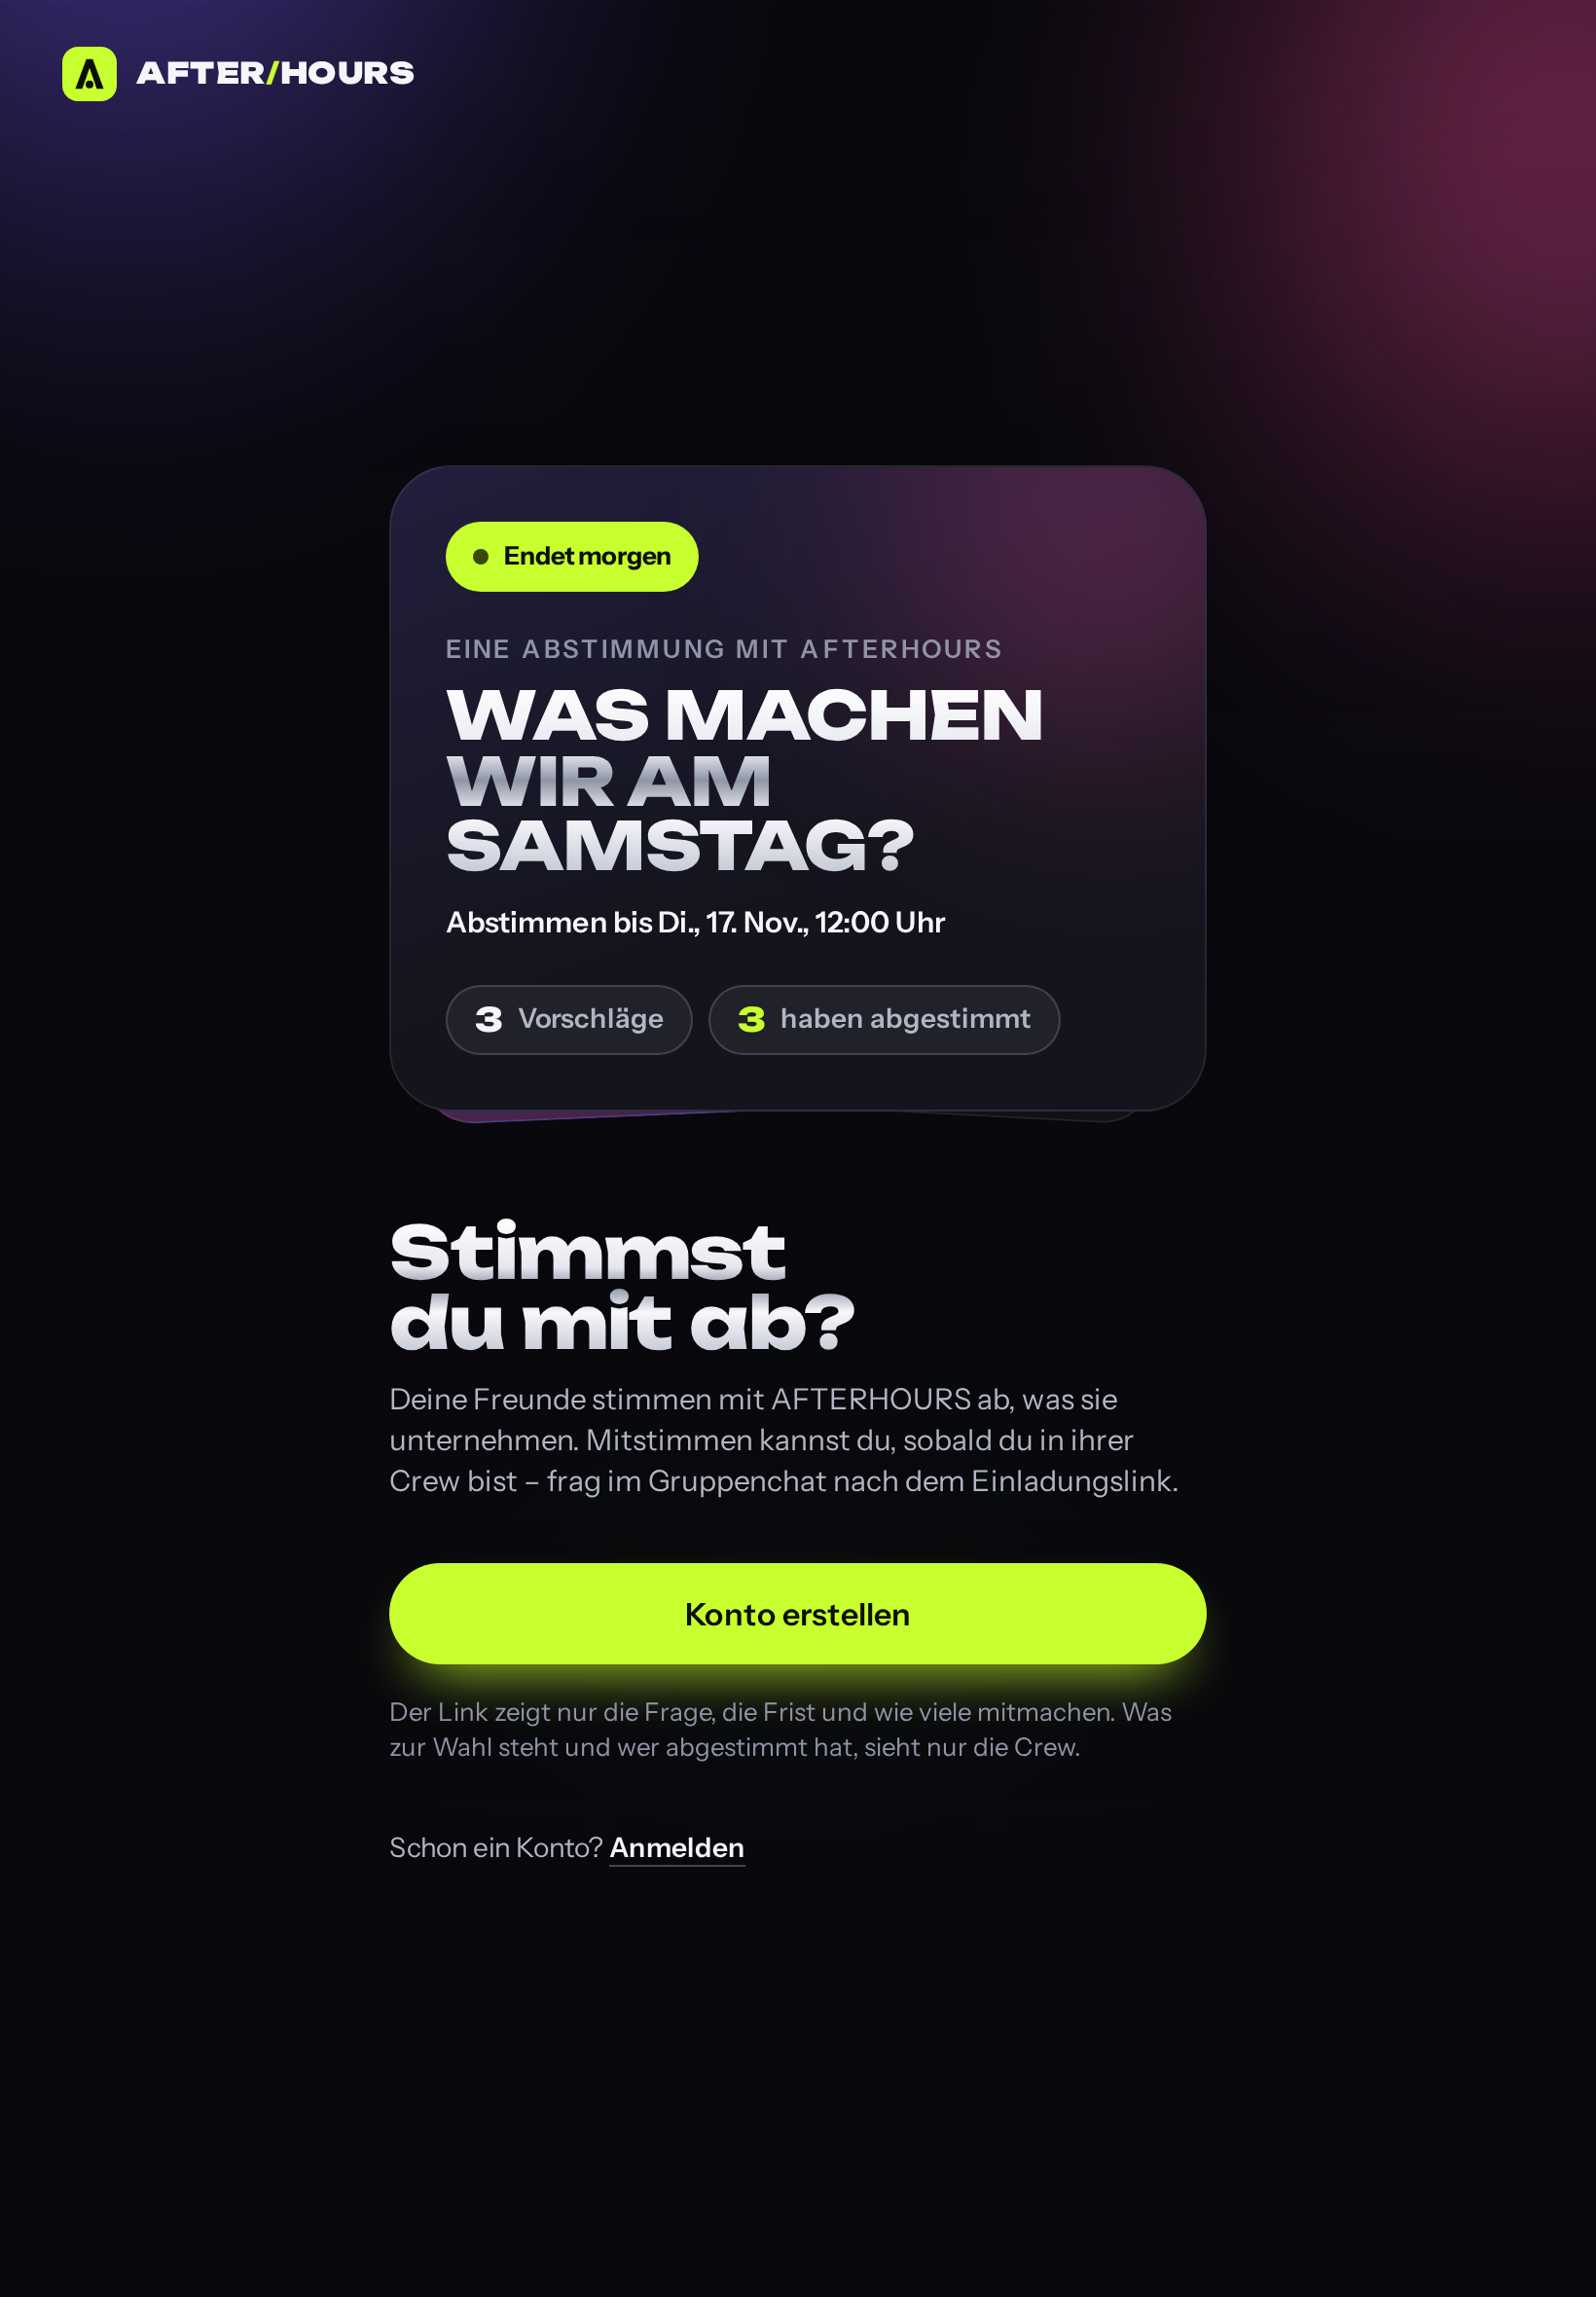 AFTER/HOURS
Endet morgen
EINE ABSTIMMUNG MIT AFTERHOURS
WAS MACHEN
WIR AM
SAMSTAG?
Abstimmen bis Di., 17. Nov., 12:00 Uhr
3 Vorschläge
3 haben abgestimmt
Stimmst
du mit ab?
Deine Freunde stimmen mit AFTERHOURS ab, was sie
unternehmen. Mitstimmen kannst du, sobald du in ihrer
Crew bist – frag im Gruppenchat nach dem Einladungslink.
Konto erstellen
Der Link zeigt nur die Frage, die Frist und wie viele mitmachen. Was
zur Wahl steht und wer abgestimmt hat, sieht nur die Crew.
Schon ein Konto? Anmelden